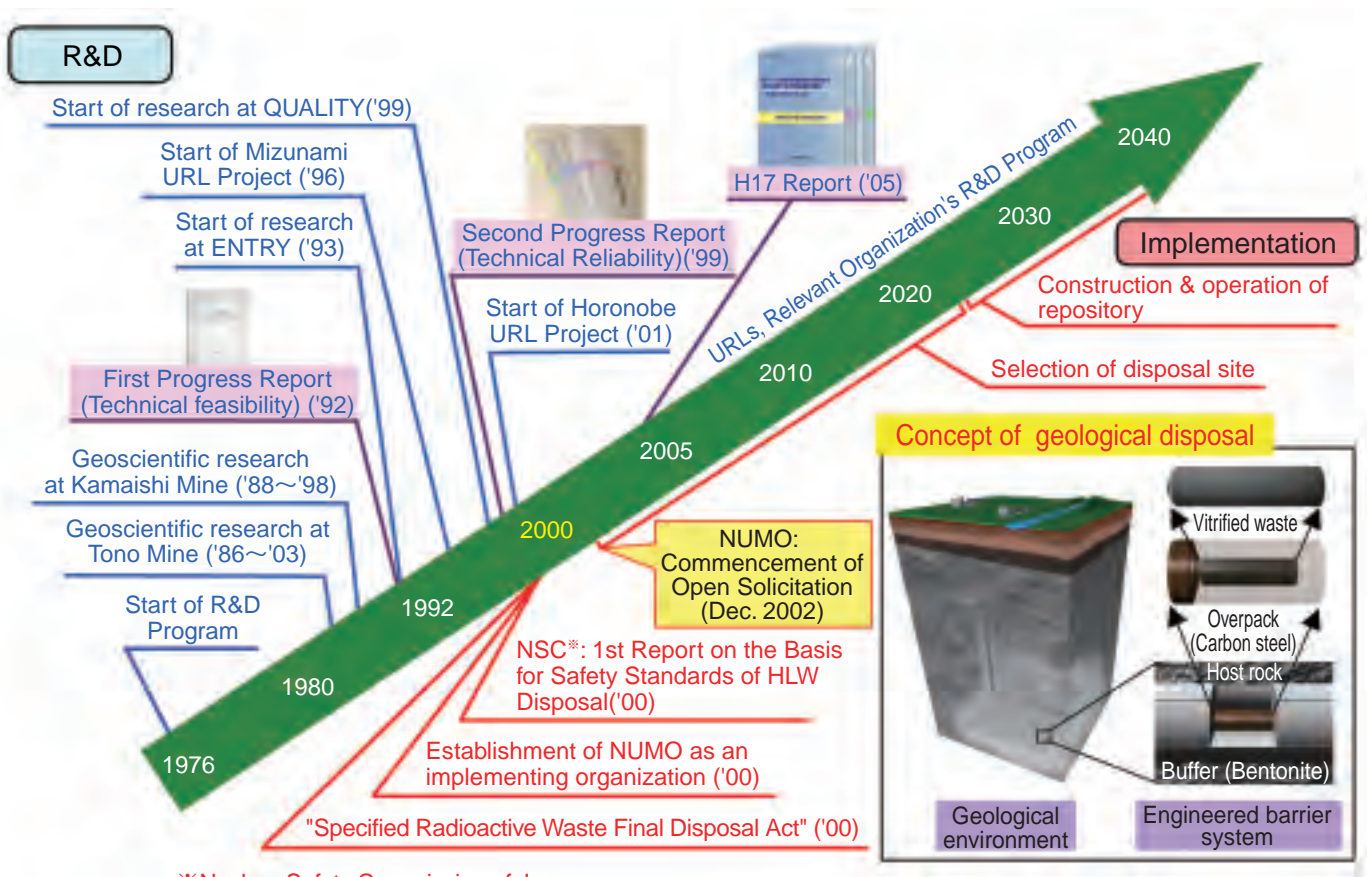 R&D
Start of research at QUALITY('99)
Start of Mizunami
URL Project ('96)
Start of research
at ENTRY ('93)
First Progress Report
(Technical feasibility) ('92)
Geoscientific research
at Kamaishi Mine ('88～'98)
Geoscientific research at
Tono Mine ('86～'03)
Start of R&D
Program
Second Progress Report
(Technical Reliability)('99)
Start of Horonobe
URL Project ('01)
H17 Report ('05)
URLs, Relevant Organization's R&D Program
1976
1980
1992
2000
2005
2010
2020
2030
2040
Implementation
Construction & operation of
repository
Selection of disposal site
NUMO:
Commencement of
Open Solicitation
(Dec. 2002)
NSC※: 1st Report on the Basis
for Safety Standards of HLW
Disposal('00)
Establishment of NUMO as an
implementing organization ('00)
"Specified Radioactive Waste Final Disposal Act" ('00)
Concept of geological disposal
Vitrified waste
Overpack
(Carbon steel)
Host rock
Buffer (Bentonite)
Geological
environment
Engineered barrier
system